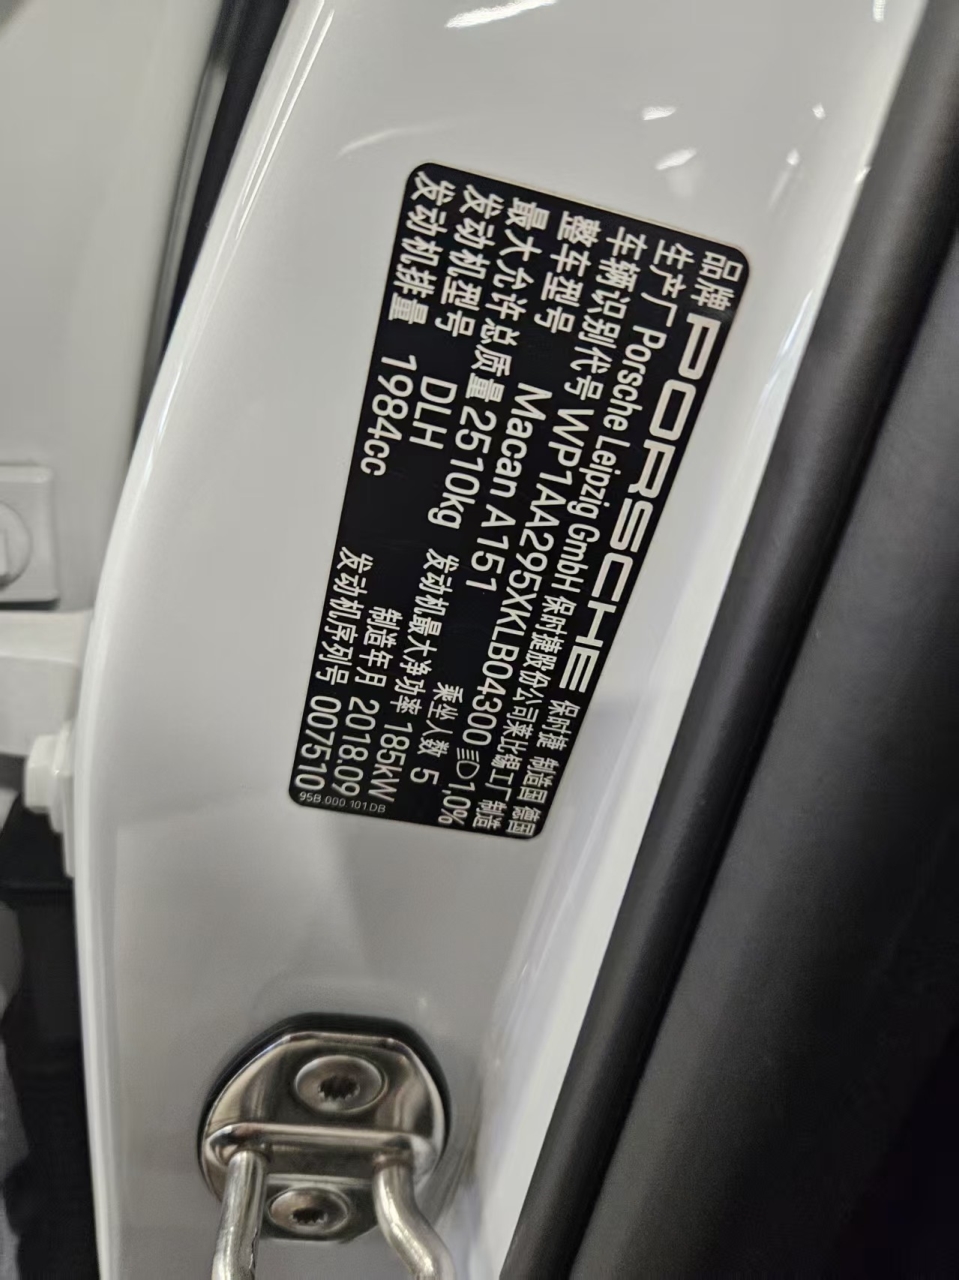 品牌 PORSCHE 保时捷 制造国 德国
生产厂 Porsche Leipzig GmbH 保时捷股份公司莱比锡工厂 制造
车辆识别代号 WP1AA295XKLB04300 1,0%
整车型号 Macan A151 乘坐人数 5
最大允许总质量 2510kg 发动机最大净功率 185kW
发动机型号 DLH 制造年月 2018.09
发动机排量 1984cc 发动机序列号 007510
95B.000.101.DB